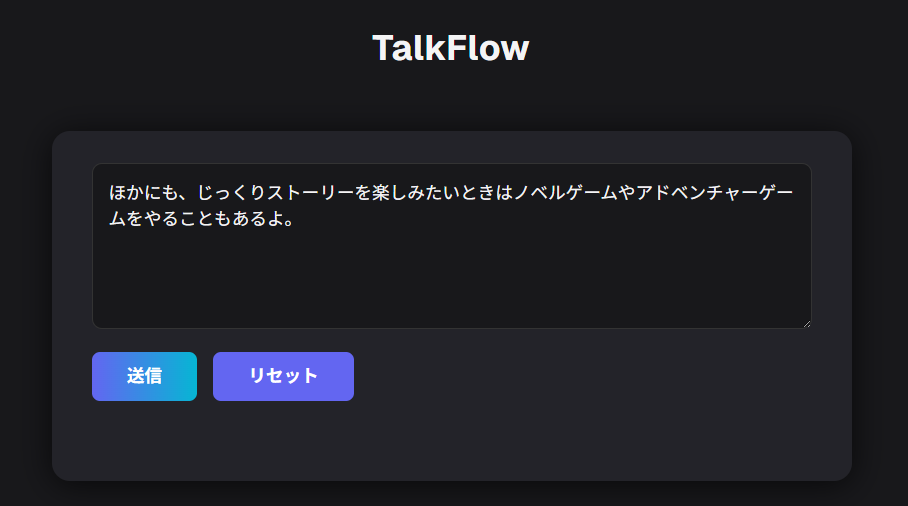 TalkFlow
ほかにも、じっくりストーリーを楽しみたいときはノベルゲームやアドベンチャーゲー
ムをやることもあるよ。
送信
リセット